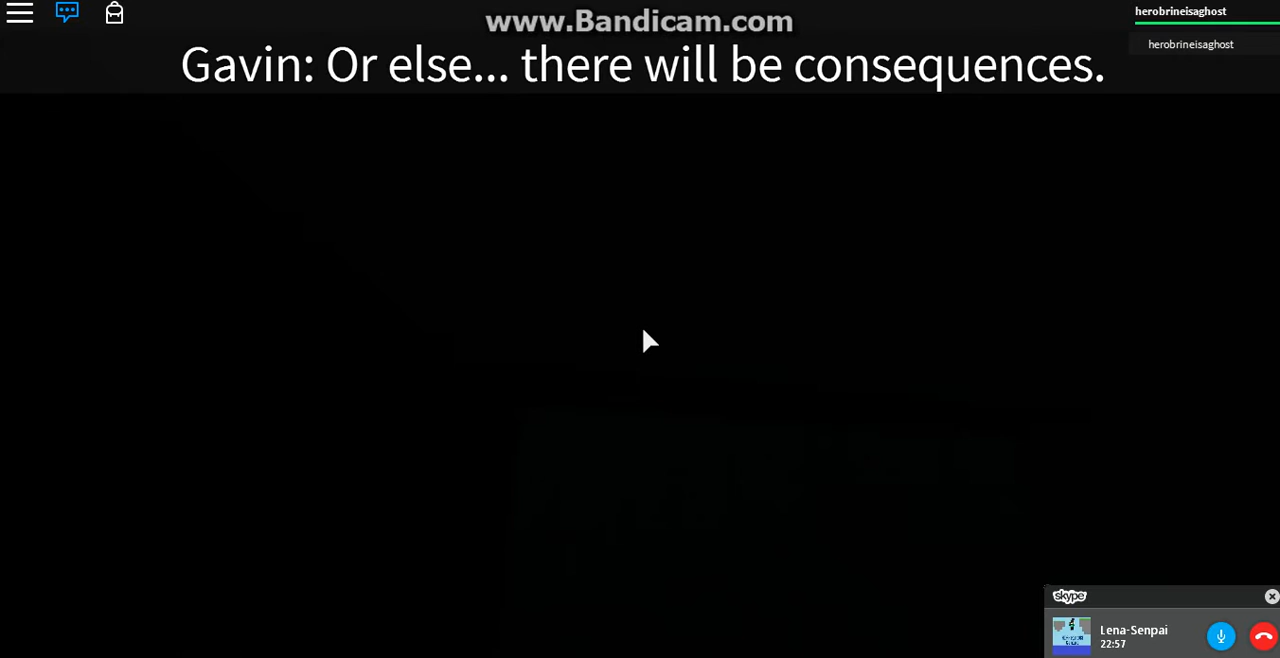 www.Bandicam.com
herobrineisaghost
Gavin: Or else... there will be consequences.
herobrineisaghost
skype
Lena-Senpai
22:57